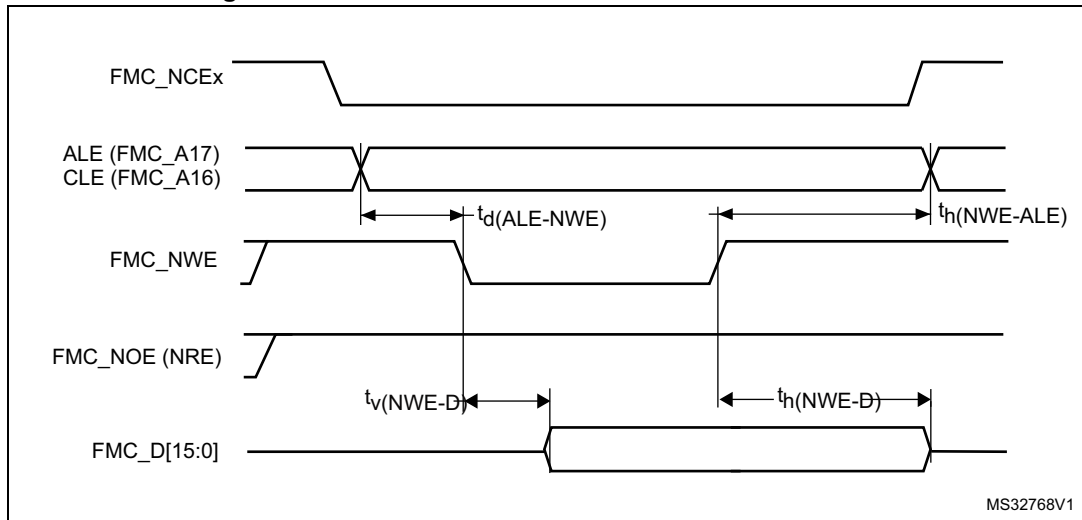 FMC_NCEx
ALE (FMC_A17)
CLE (FMC_A16)
td(ALE-NWE)
th(NWE-ALE)
FMC_NWE
FMC_NOE (NRE)
tv(NWE-D)
th(NWE-D)
FMC_D[15:0]
MS32768V1